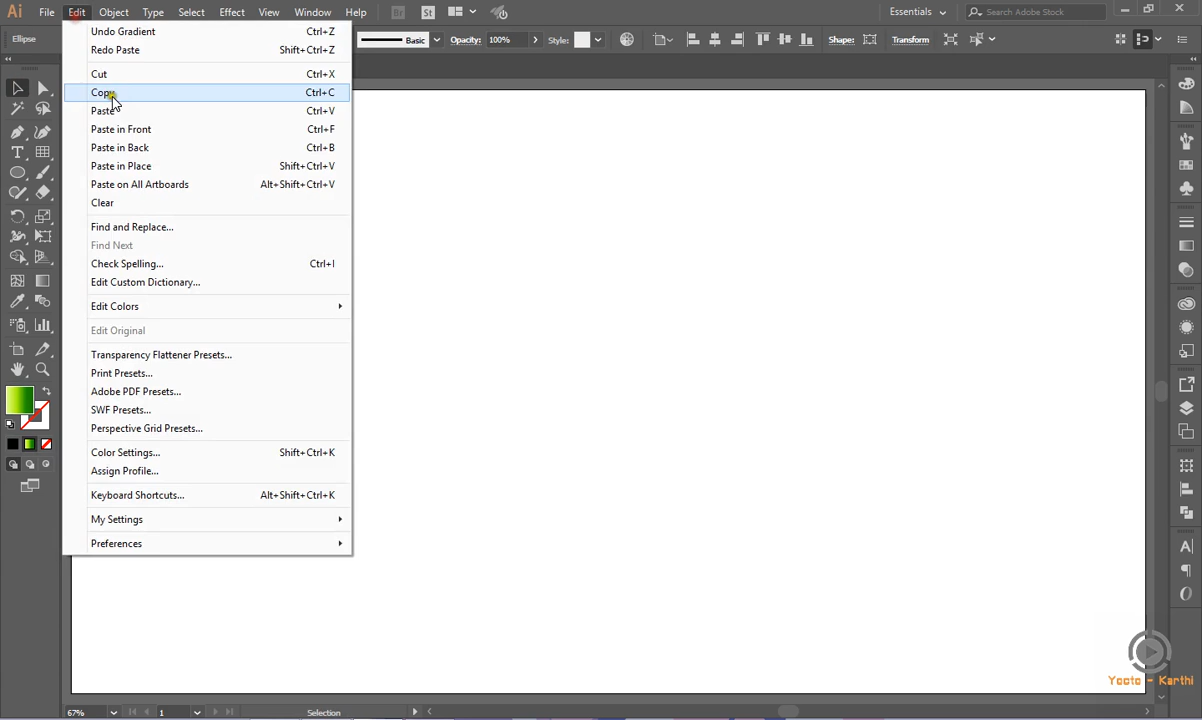 Ai File Edit Object Type Select Effect View Window Help Br St Essentials Search Adobe Stock
Ellipse Basic Opacity: 100% Style: Shape: Transform
Undo Gradient Ctrl+Z
Redo Paste Shift+Ctrl+Z
Cut Ctrl+X
Copy Ctrl+C
Paste Ctrl+V
Paste in Front Ctrl+F
Paste in Back Ctrl+B
Paste in Place Shift+Ctrl+V
Paste on All Artboards Alt+Shift+Ctrl+V
Clear
Find and Replace...
Find Next
Check Spelling... Ctrl+I
Edit Custom Dictionary...
Edit Colors
Edit Original
Transparency Flattener Presets...
Print Presets...
Adobe PDF Presets...
SWF Presets...
Perspective Grid Presets...
Color Settings... Shift+Ctrl+K
Assign Profile...
Keyboard Shortcuts... Alt+Shift+Ctrl+K
My Settings
Preferences
Yooto - Karthi
67% 1 Selection